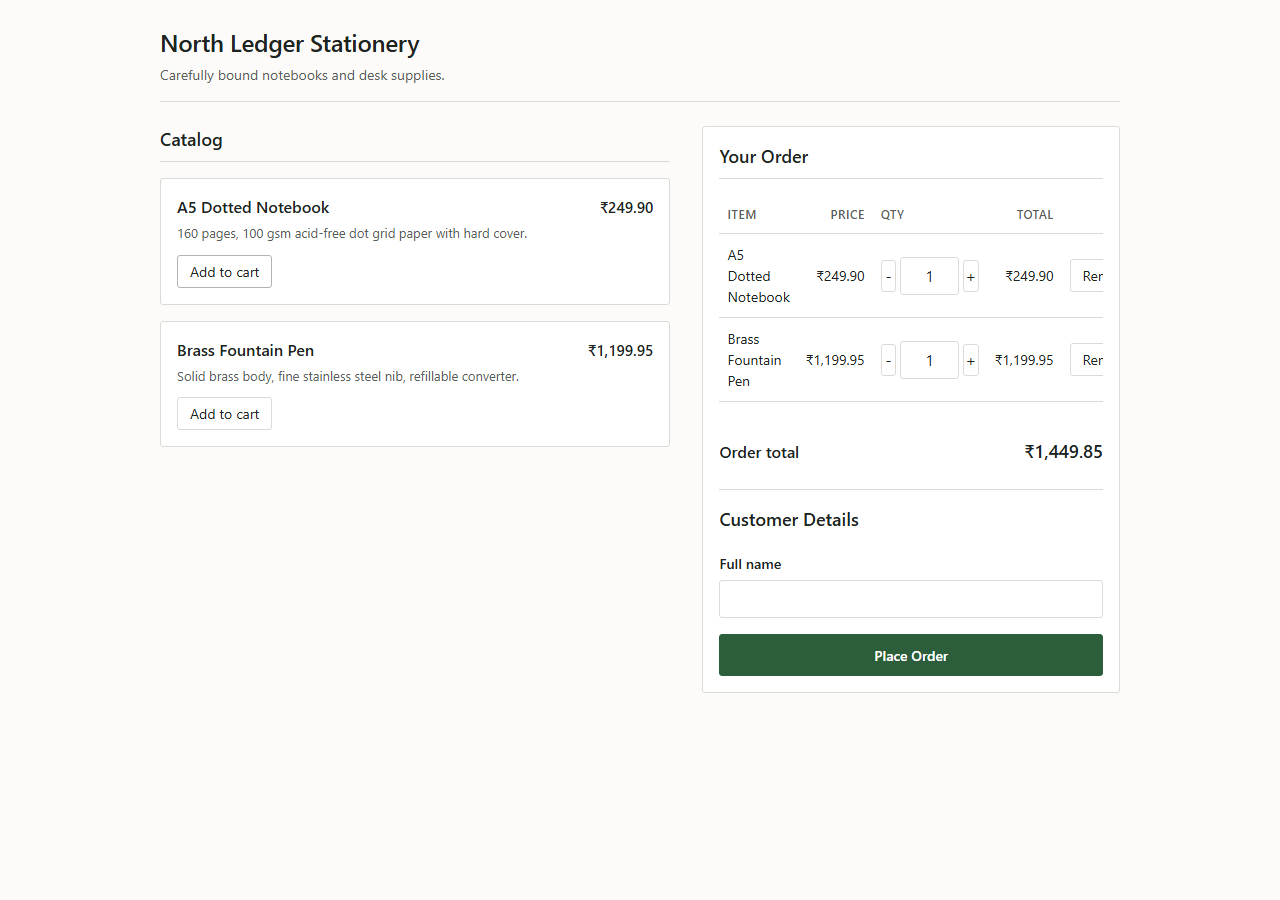 North Ledger Stationery
Carefully bound notebooks and desk supplies.
Catalog
A5 Dotted Notebook ₹249.90
160 pages, 100 gsm acid-free dot grid paper with hard cover.
Add to cart
Brass Fountain Pen ₹1,199.95
Solid brass body, fine stainless steel nib, refillable converter.
Add to cart
Your Order
ITEM PRICE QTY TOTAL
A5
Dotted
Notebook ₹249.90 - 1 + ₹249.90 Rer
Brass
Fountain
Pen ₹1,199.95 - 1 + ₹1,199.95 Rer
Order total ₹1,449.85
Customer Details
Full name
Place Order